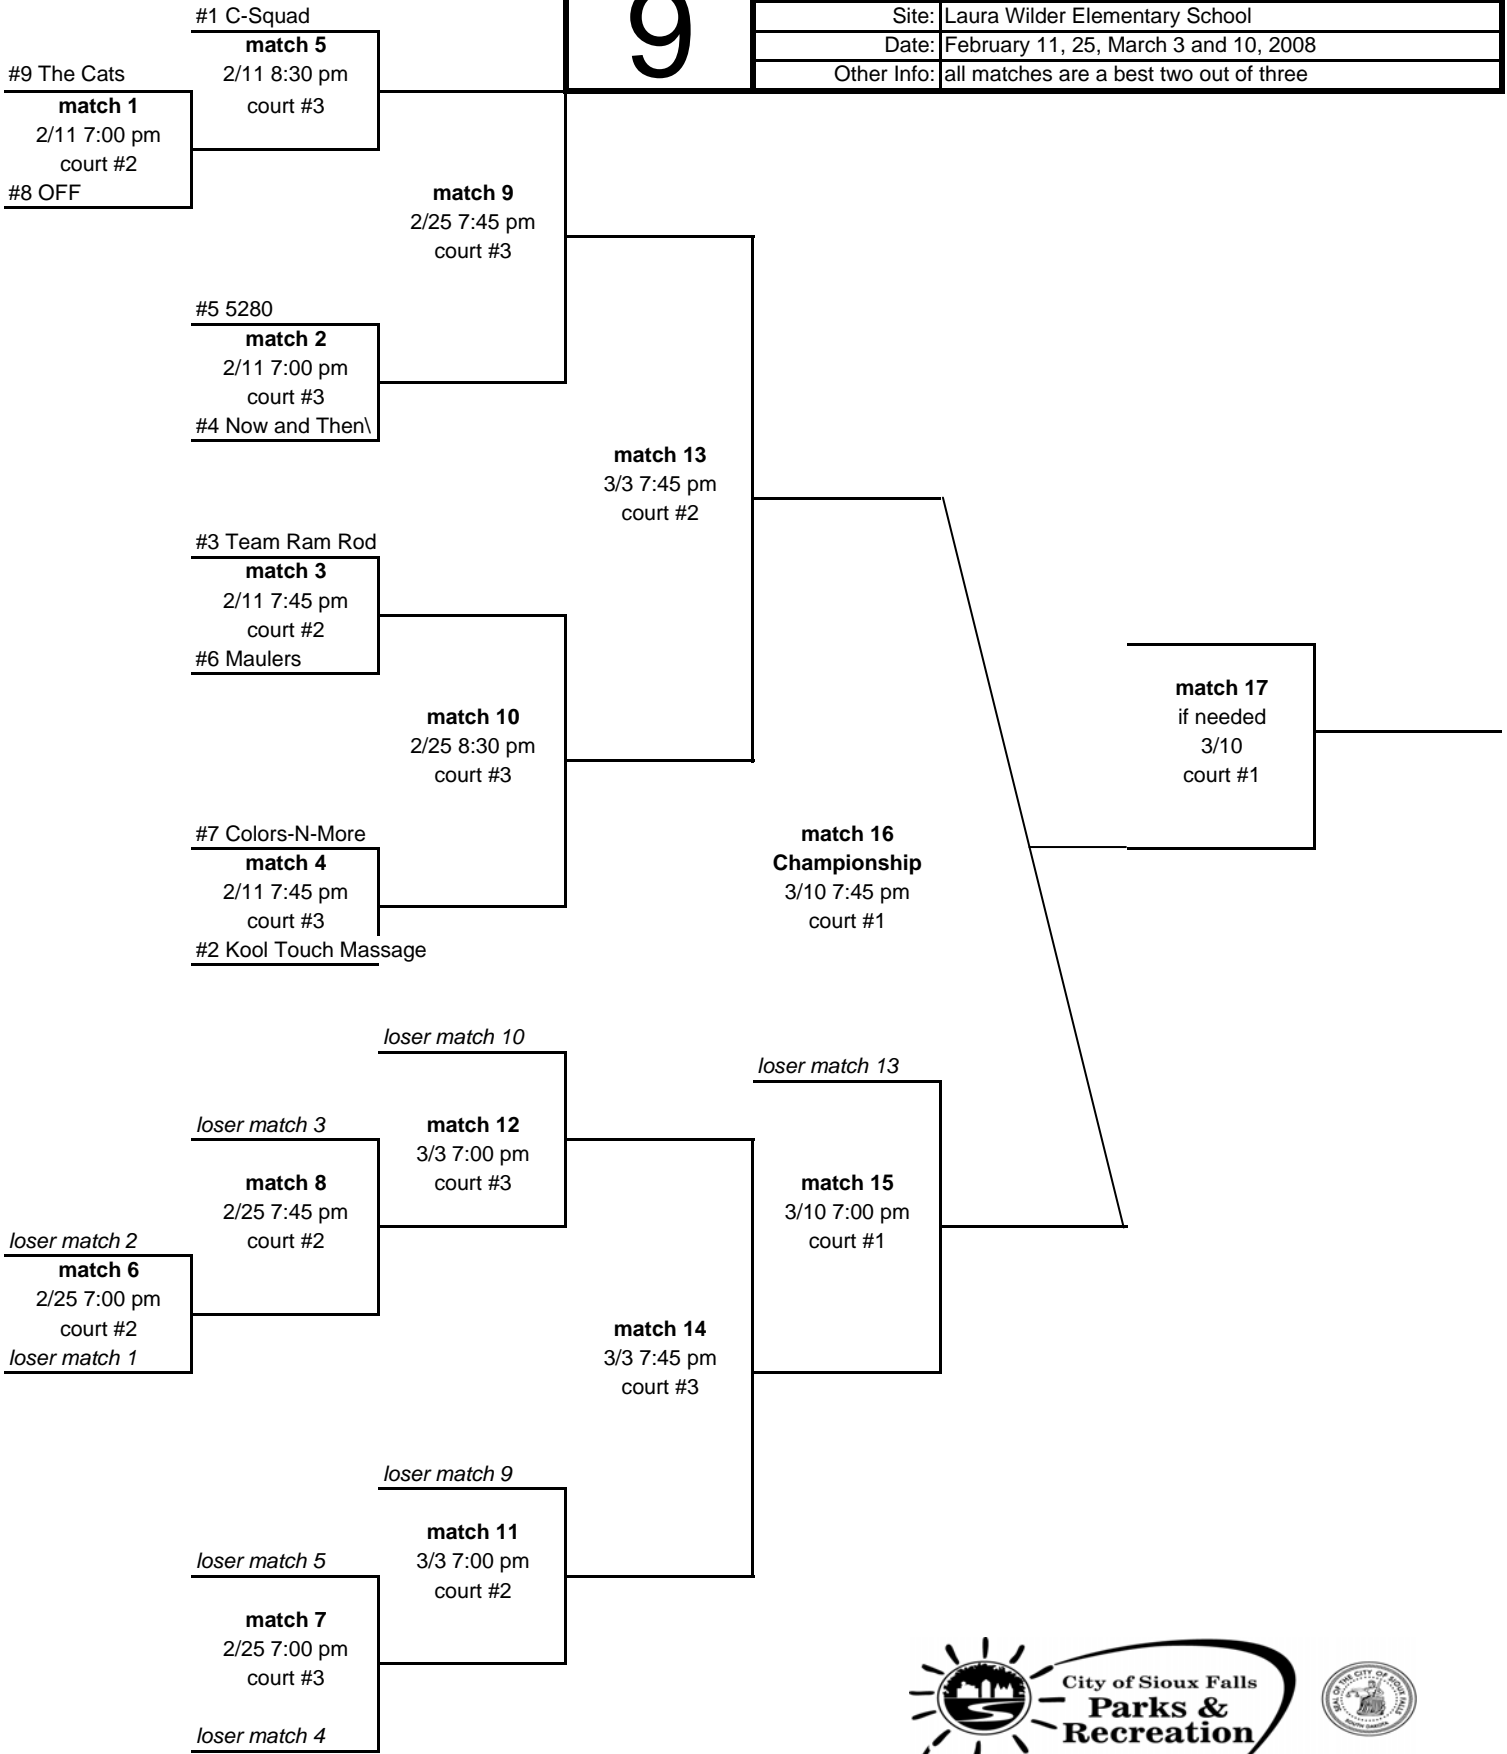 #1 C-Squad
9
Site: Laura Wilder Elementary School
match 5
Date: February 11, 25, March 3 and 10, 2008
#9 The Cats
2/11 8:30 pm
Other Info: all matches are a best two out of three
match 1
court #3
2/11 7:00 pm
court #2
#8 OFF
match 9
2/25 7:45 pm
court #3
#5 5280
match 2
2/11 7:00 pm
court #3
#4 Now and Then\
match 13
3/3 7:45 pm
court #2
#3 Team Ram Rod
match 3
2/11 7:45 pm
court #2
#6 Maulers
match 17
if needed
3/10
court #1
match 10
2/25 8:30 pm
court #3
#7 Colors-N-More
match 4
2/11 7:45 pm
court #3
#2 Kool Touch Massage
match 16
Championship
3/10 7:45 pm
court #1
loser match 10
loser match 13
loser match 3
match 12
3/3 7:00 pm
court #3
match 8
2/25 7:45 pm
court #2
match 15
3/10 7:00 pm
court #1
loser match 2
match 6
2/25 7:00 pm
court #2
loser match 1
match 14
3/3 7:45 pm
court #3
loser match 9
match 11
3/3 7:00 pm
court #2
loser match 5
match 7
2/25 7:00 pm
court #3
loser match 4
City of Sioux Falls
Parks &
Recreation
SEAL OF THE CITY OF SIOUX FALLS
SOUTH DAKOTA